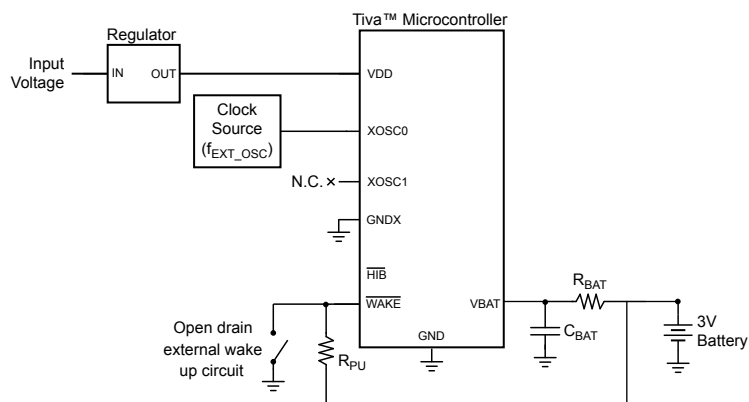 Tiva™ Microcontroller
Regulator
Input
Voltage
IN
OUT
VDD
Clock
Source
(fEXT_OSC)
XOSC0
N.C.
XOSC1
GNDX
HIB
WAKE
VBAT
RBAT
Open drain
external wake
up circuit
RPU
GND
CBAT
3V
Battery